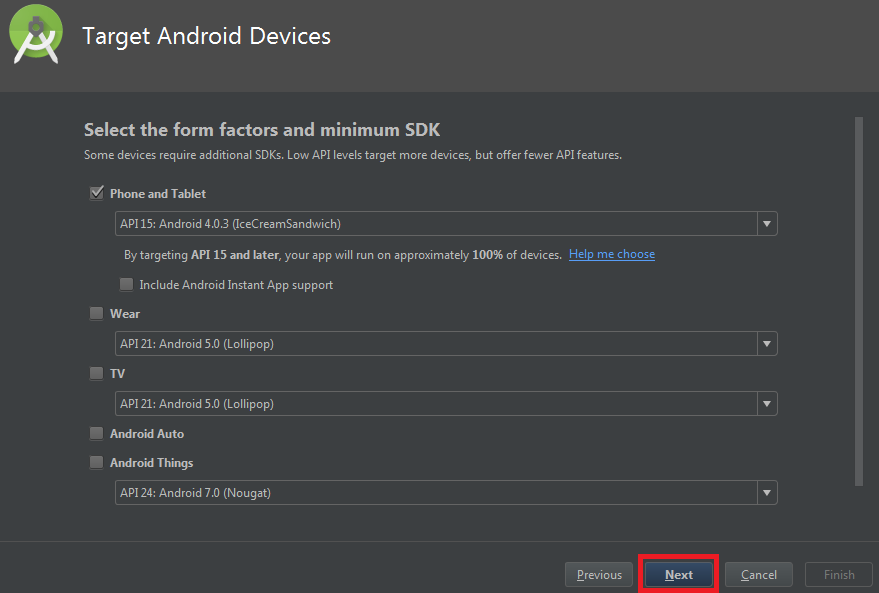 Target Android Devices
Select the form factors and minimum SDK
Some devices require additional SDKs. Low API levels target more devices, but offer fewer API features.
Phone and Tablet
API 15: Android 4.0.3 (IceCreamSandwich)
By targeting API 15 and later, your app will run on approximately 100% of devices. Help me choose
Include Android Instant App support
Wear
API 21: Android 5.0 (Lollipop)
TV
API 21: Android 5.0 (Lollipop)
Android Auto
Android Things
API 24: Android 7.0 (Nougat)
Previous Next Cancel Finish